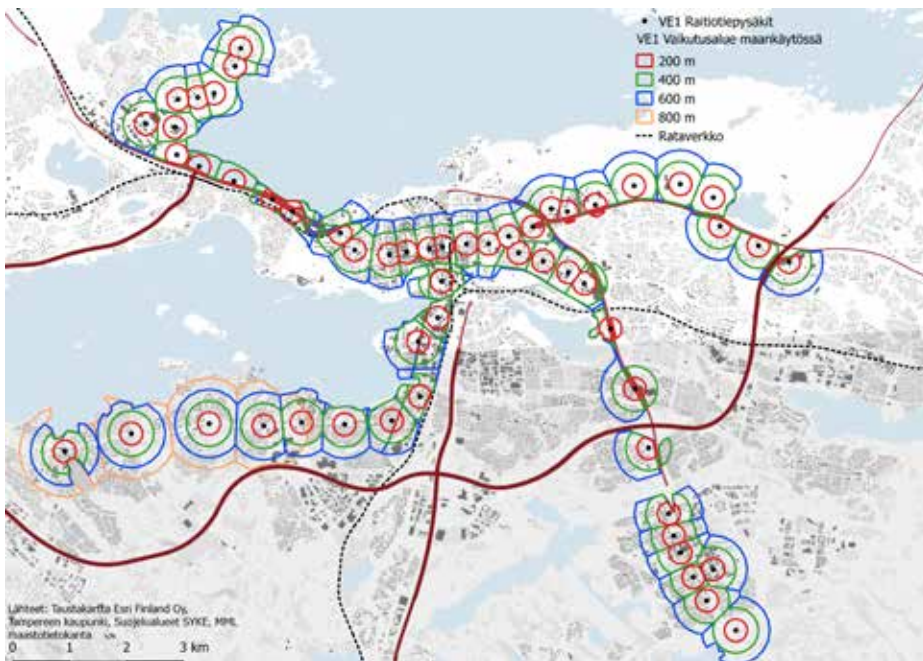 VE1 Raitiotiepysäkit
VE1 Vaikutusalue maankäytössä
200 m
400 m
600 m
800 m
Rataverkko
Lähteet: Taustakartta Esri Finland Oy,
Tampereen kaupunki, Suojelualueet SYKE, MML
maastotietokanta
0 1 2 3 km